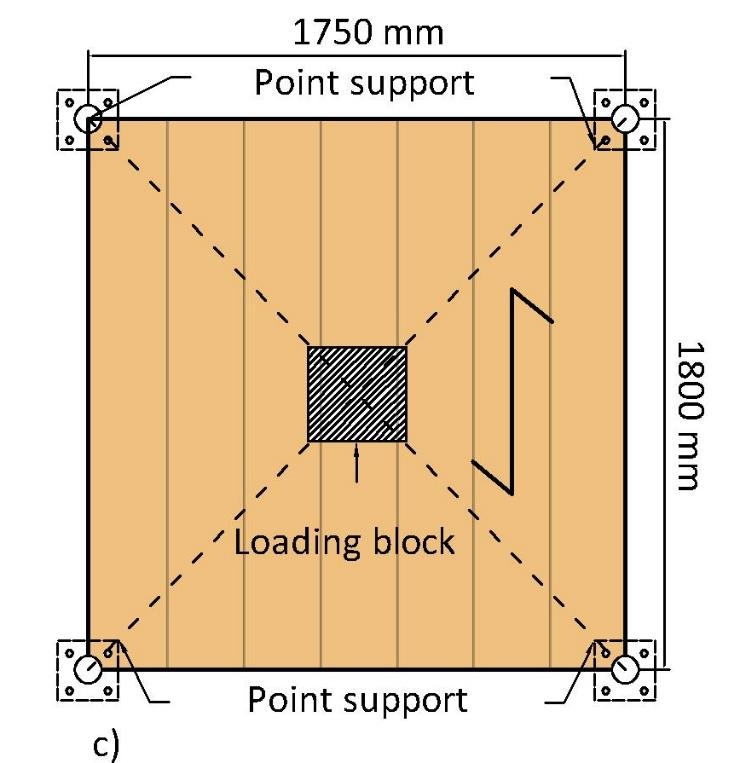 1750 mm
Point support
1800 mm
Loading block
Point support
c)